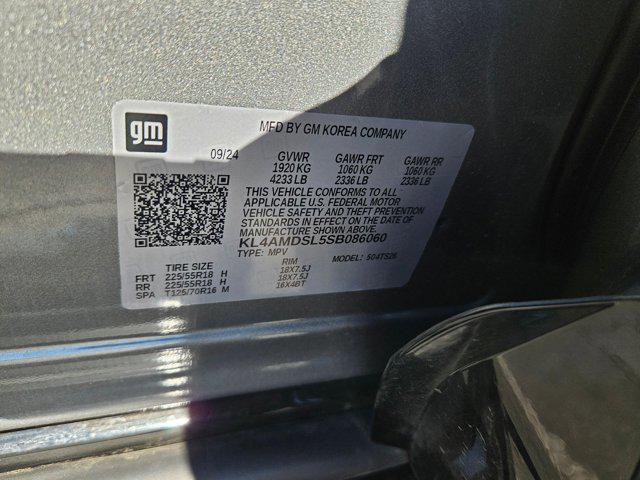 gm
MFD BY GM KOREA COMPANY
09/24 GVWR GAWR FRT GAWR RR
1920 KG 1060 KG 1060 KG
4233 LB 2336 LB 2336 LB
THIS VEHICLE CONFORMS TO ALL
APPLICABLE U.S. FEDERAL MOTOR
VEHICLE SAFETY AND THEFT PREVENTION
STANDARDS IN EFFECT ON THE DATE OF
MANUFACTURE SHOWN ABOVE.
KL4AMDSL5SB086060
TYPE: MPV MODEL: 504TS26
TIRE SIZE RIM
FRT 225/55R18 H 18X7.5J
RR 225/55R18 H 18X7.5J
SPA T125/70R16 M 16X4BT